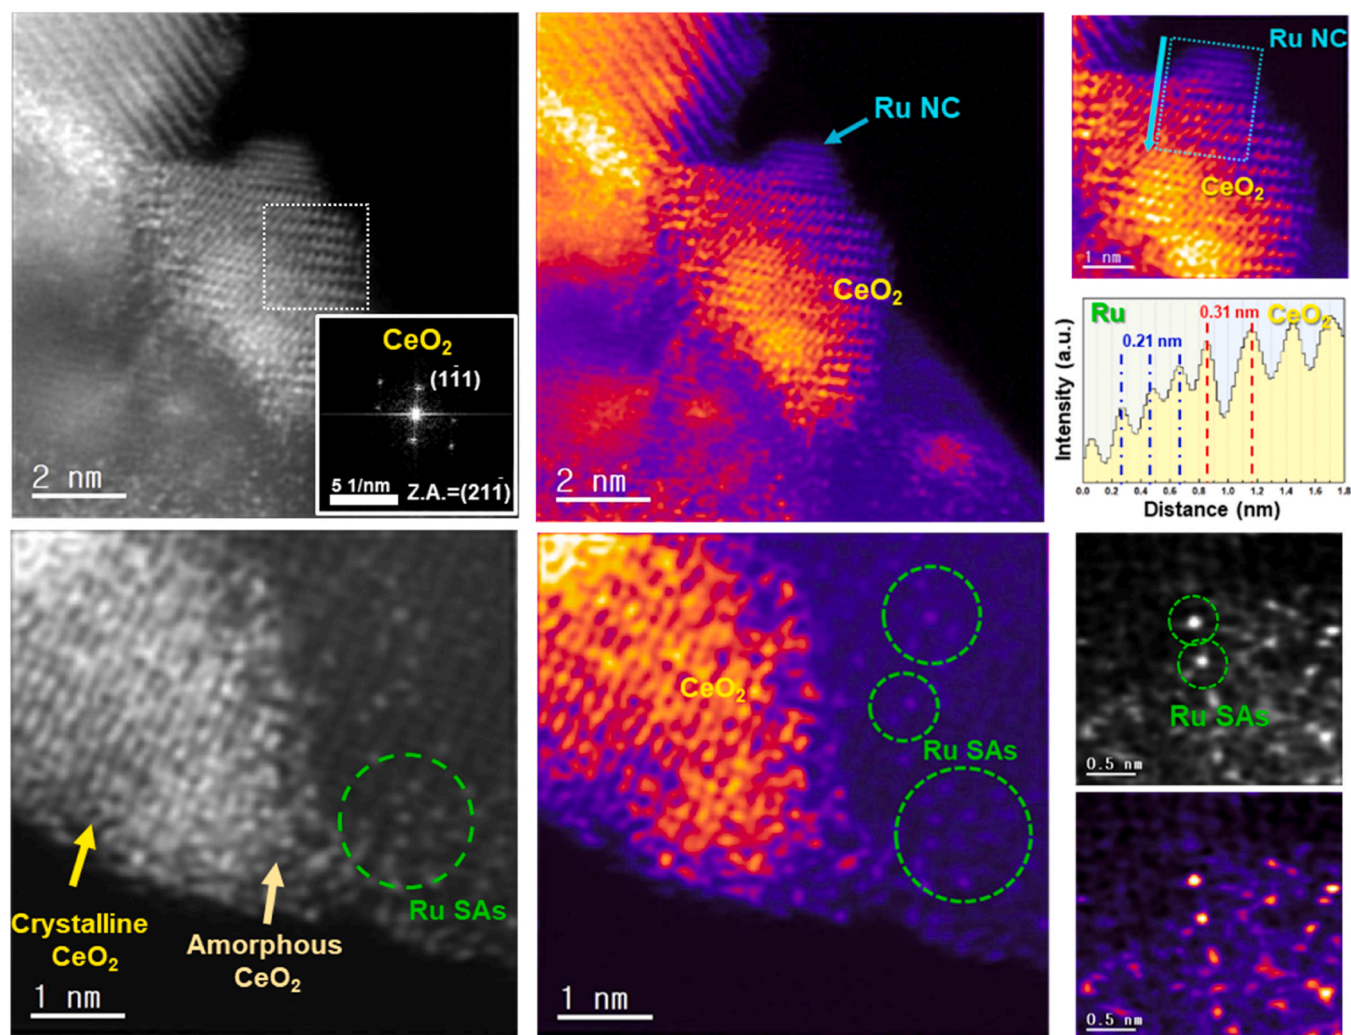 CeO₂
(11̄1)
5 1/nm
Z.A.=(211̄)
2 nm
Ru NC
CeO₂
2 nm
Ru NC
CeO₂
1 nm
Ru
0.31 nm
CeO₂
0.21 nm
Intensity (a.u.)
0.0 0.2 0.4 0.6 0.8 1.0 1.2 1.4 1.6 1.8
Distance (nm)
Crystalline
CeO₂
Amorphous
CeO₂
Ru SAs
1 nm
CeO₂
Ru SAs
1 nm
Ru SAs
0.5 nm
0.5 nm